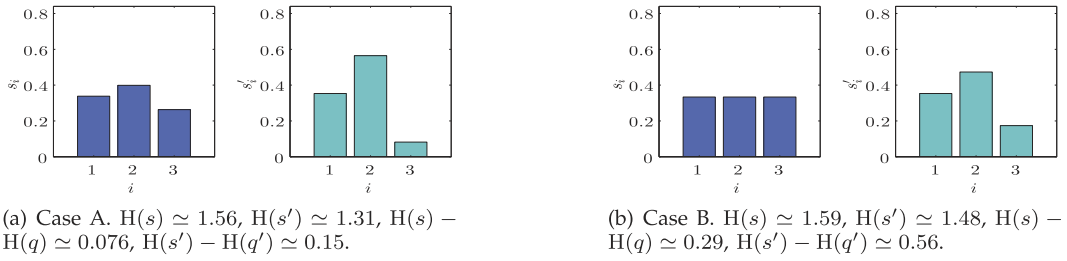 0.8
0.6
0.4
0.2
0
s_i
1 2 3
i
0.8
0.6
0.4
0.2
0
s'_i
1 2 3
i
(a) Case A. H(s) ≃ 1.56, H(s′) ≃ 1.31, H(s) −
H(q) ≃ 0.076, H(s′) − H(q′) ≃ 0.15.
0.8
0.6
0.4
0.2
0
s_i
1 2 3
i
0.8
0.6
0.4
0.2
0
s'_i
1 2 3
i
(b) Case B. H(s) ≃ 1.59, H(s′) ≃ 1.48, H(s) −
H(q) ≃ 0.29, H(s′) − H(q′) ≃ 0.56.